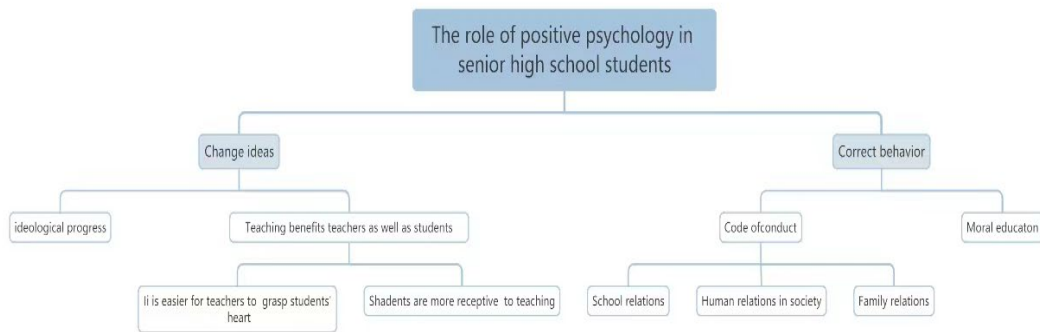 The role of positive psychology in
senior high school students
Change ideas
Correct behavior
ideological progress
Teaching benefits teachers as well as students
Code ofconduct
Moral educaton
Ii is easier for teachers to grasp students'
heart
Shadents are more receptive to teaching
School relations
Human relations in society
Family relations